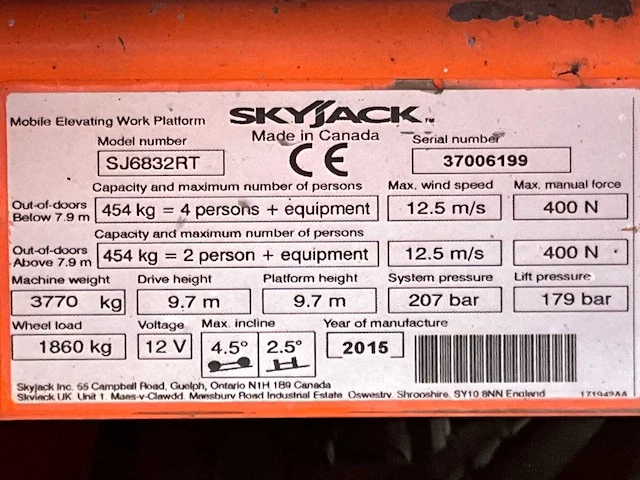 Mobile Elevating Work Platform SKYJACK TM
Made in Canada
Model number Serial number
SJ6832RT CE 37006199
Capacity and maximum number of persons Max. wind speed Max. manual force
Out-of-doors Below 7.9 m 454 kg = 4 persons + equipment 12.5 m/s 400 N
Capacity and maximum number of persons
Out-of-doors Above 7.9 m 454 kg = 2 person + equipment 12.5 m/s 400 N
Machine weight Drive height Platform height System pressure Lift pressure
3770 kg 9.7 m 9.7 m 207 bar 179 bar
Wheel load Voltage Max. incline Year of manufacture
1860 kg 12 V 4.5° 2.5° 2015
Skyjack Inc. 55 Campbell Road, Guelph, Ontario N1H 1B9 Canada
Skyjack UK. Unit 1. Maes-y-Clawdd. Maesbury Road Industrial Estate Oswestry Shropshire. SY10 8NN England 171942AA